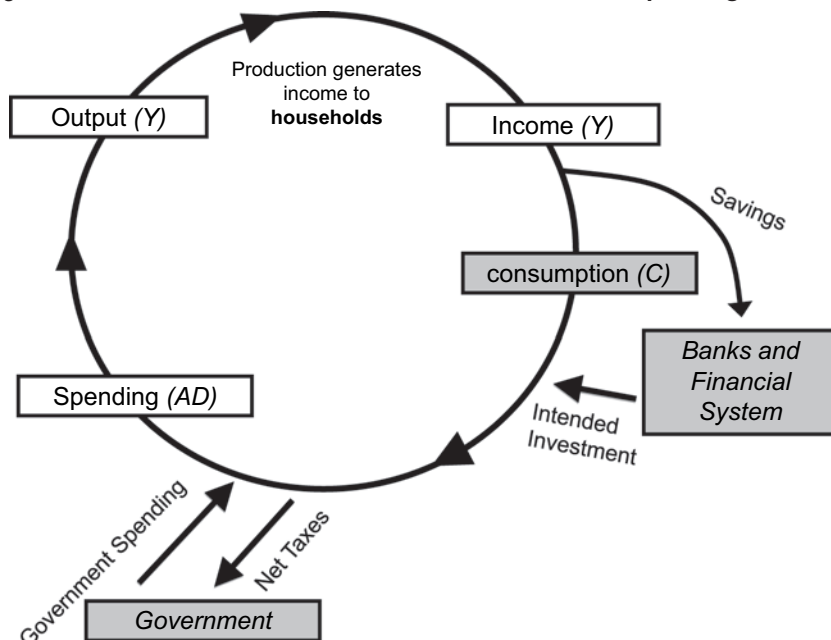 Production generates
income to
households
Output (Y)
Income (Y)
Savings
consumption (C)
Banks and
Financial
System
Spending (AD)
Intended
Investment
Government Spending
Net Taxes
Government